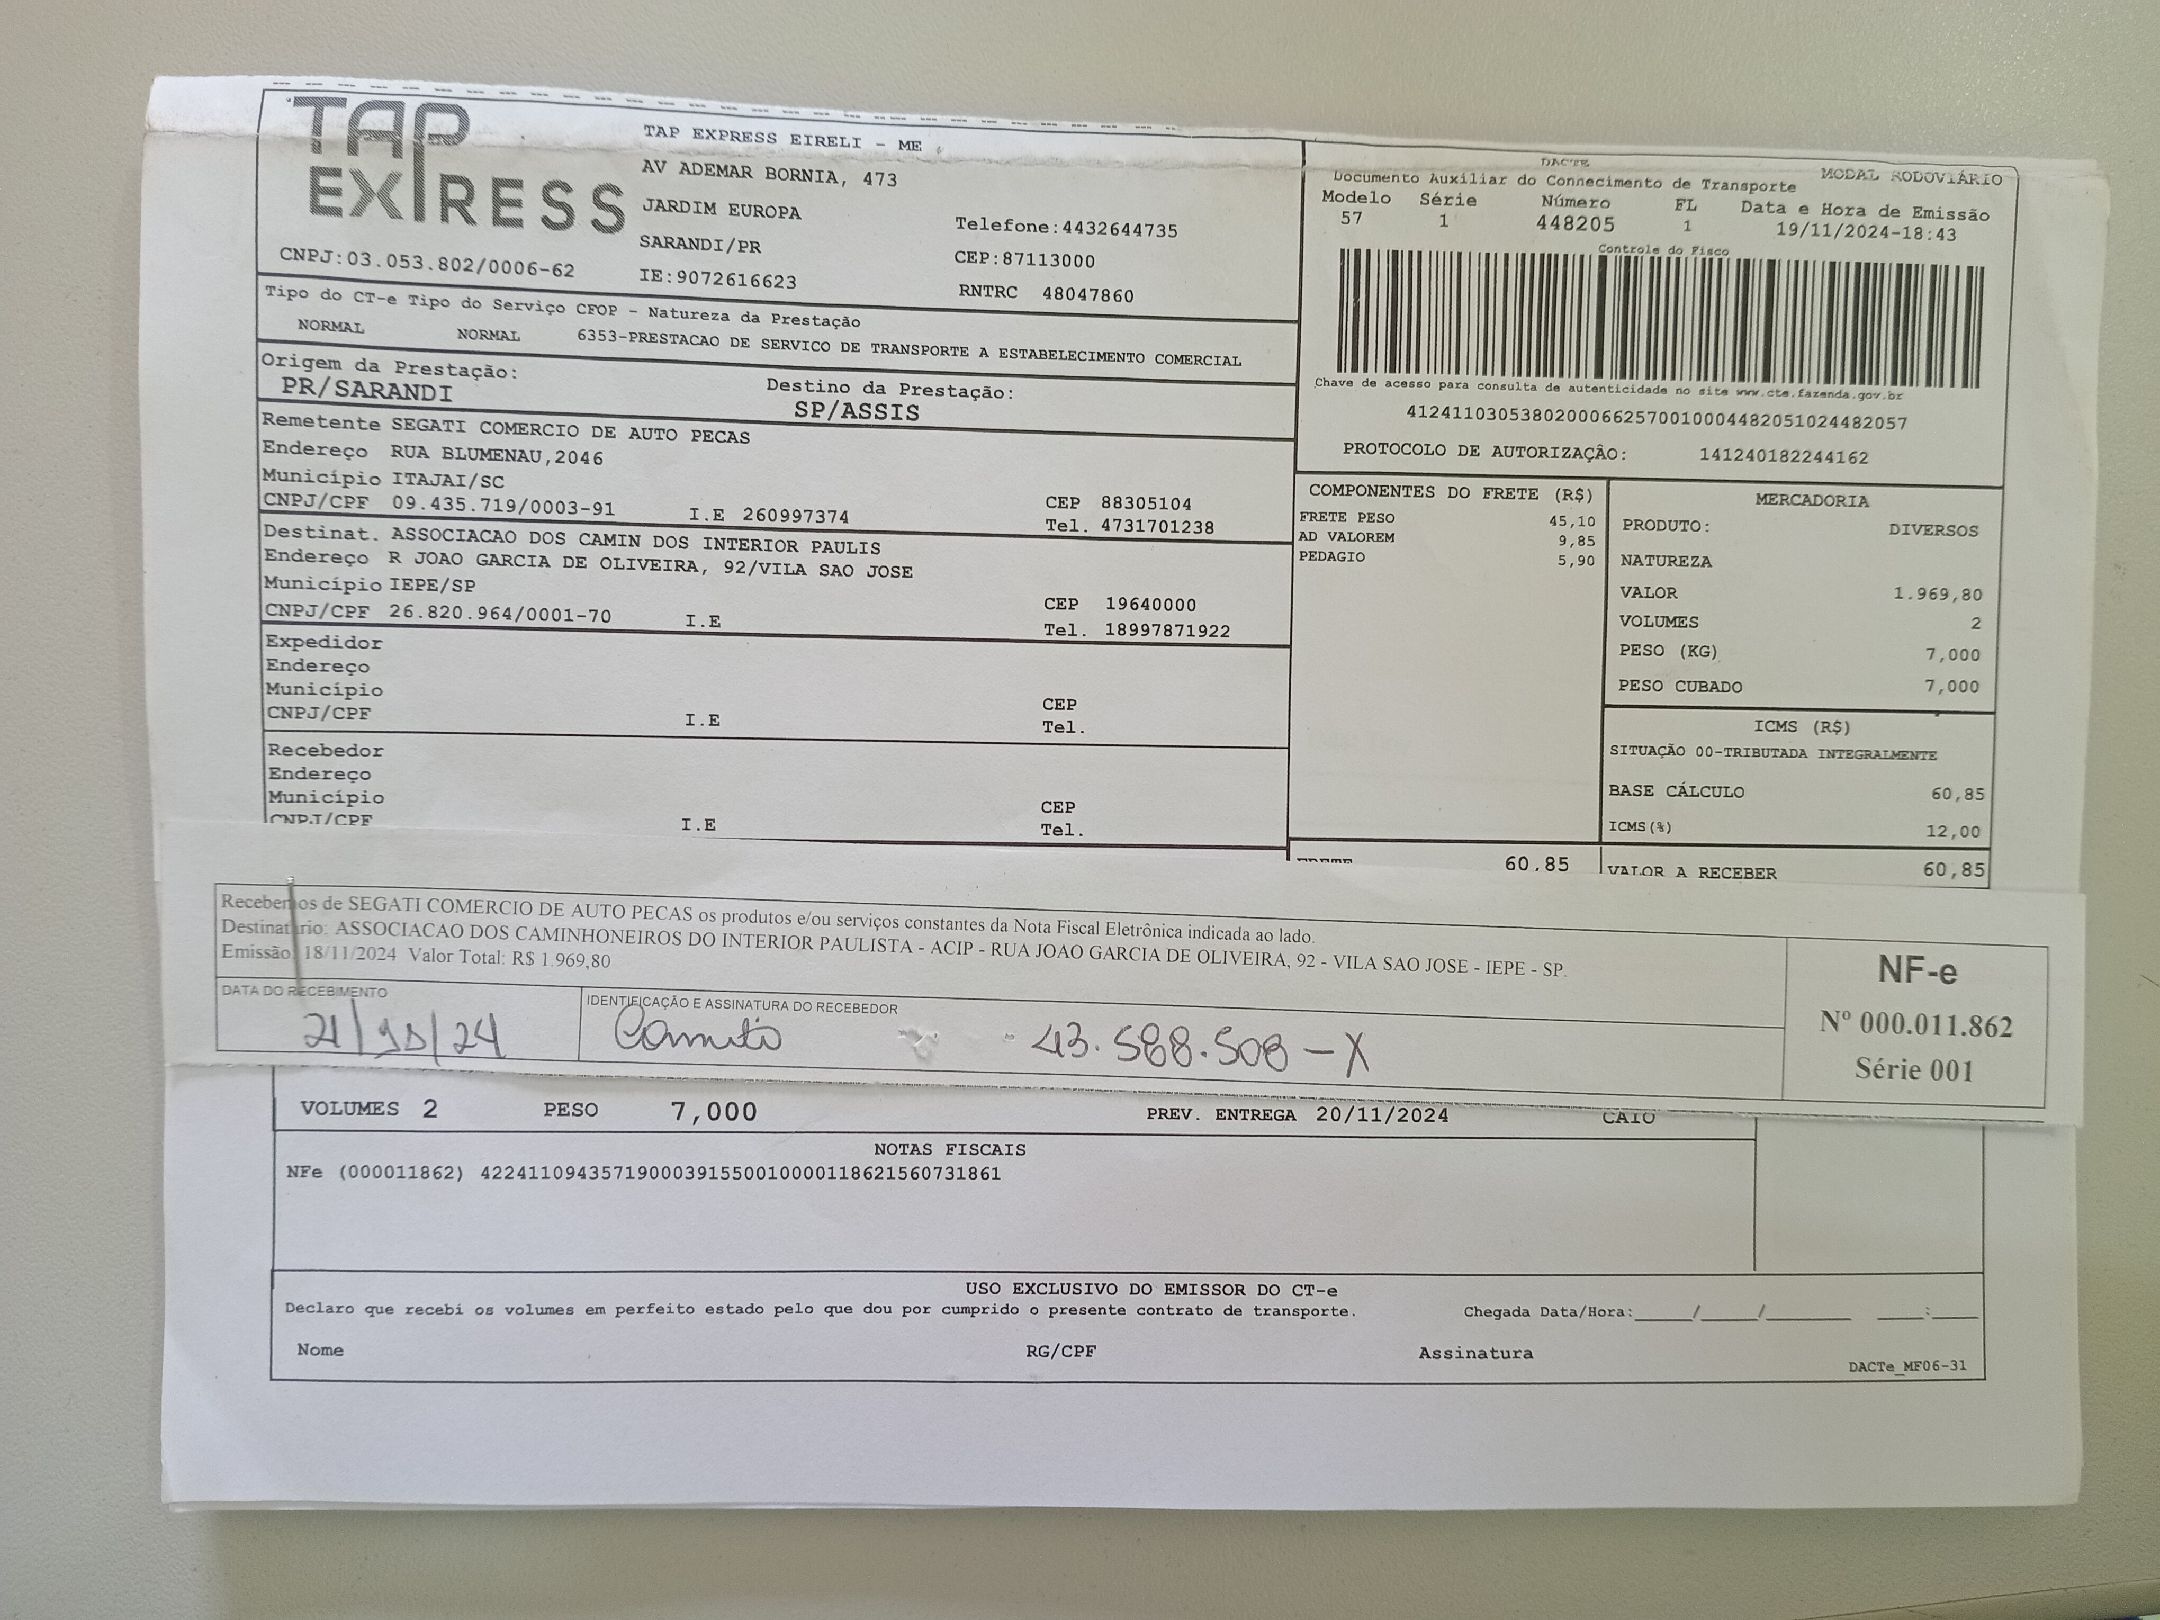 TAP
EXPRESS
CNPJ:03.053.802/0006-62
TAP EXPRESS EIRELI - ME
AV ADEMAR BORNIA, 473
JARDIM EUROPA
SARANDI/PR
IE:9072616623
Telefone:4432644735
CEP:87113000
RNTRC 48047860
DACTE
MODAL RODOVIÁRIO
Documento Auxiliar do Connecimento de Transporte
Modelo Série Número FL Data e Hora de Emissão
57 1 448205 1 19/11/2024-18:43
Controle do Fisco
Chave de acesso para consulta de autenticidade no site www.cte.fazenda.gov.br
41241103053802000662570010004482051024482057
PROTOCOLO DE AUTORIZAÇÃO: 141240182244162
Tipo do CT-e Tipo do Serviço CFOP - Natureza da Prestação
NORMAL NORMAL 6353-PRESTACAO DE SERVICO DE TRANSPORTE A ESTABELECIMENTO COMERCIAL
Origem da Prestação: Destino da Prestação:
PR/SARANDI SP/ASSIS
Remetente SEGATI COMERCIO DE AUTO PECAS
Endereço RUA BLUMENAU,2046
Município ITAJAI/SC CEP 88305104
CNPJ/CPF 09.435.719/0003-91 I.E 260997374 Tel. 4731701238
Destinat. ASSOCIACAO DOS CAMIN DOS INTERIOR PAULIS
Endereço R JOAO GARCIA DE OLIVEIRA, 92/VILA SAO JOSE
Município IEPE/SP CEP 19640000
CNPJ/CPF 26.820.964/0001-70 I.E Tel. 18997871922
Expedidor
Endereço
Município CEP
CNPJ/CPF I.E Tel.
Recebedor
Endereço
Município CEP
CNPJ/CPF I.E Tel.
COMPONENTES DO FRETE (R$)
FRETE PESO 45,10
AD VALOREM 9,85
PEDAGIO 5,90
60,85
MERCADORIA
PRODUTO: DIVERSOS
NATUREZA
VALOR 1.969,80
VOLUMES 2
PESO (KG) 7,000
PESO CUBADO 7,000
ICMS (R$)
SITUAÇÃO 00-TRIBUTADA INTEGRALMENTE
BASE CÁLCULO 60,85
ICMS(%) 12,00
VALOR A RECEBER 60,85
Recebemos de SEGATI COMERCIO DE AUTO PECAS os produtos e/ou serviços constantes da Nota Fiscal Eletrônica indicada ao lado.
Destinatário: ASSOCIACAO DOS CAMINHONEIROS DO INTERIOR PAULISTA - ACIP - RUA JOAO GARCIA DE OLIVEIRA, 92 - VILA SAO JOSE - IEPE - SP.
Emissão: 18/11/2024 Valor Total: R$ 1.969,80
DATA DO RECEBIMENTO IDENTIFICAÇÃO E ASSINATURA DO RECEBEDOR
43.588.508-X
NF-e
Nº 000.011.862
Série 001
VOLUMES 2 PESO 7,000 PREV. ENTREGA 20/11/2024 CAIO
NOTAS FISCAIS
NFe (000011862) 42241109435719000391550010000118621560731861
USO EXCLUSIVO DO EMISSOR DO CT-e
Declaro que recebi os volumes em perfeito estado pelo que dou por cumprido o presente contrato de transporte. Chegada Data/Hora:_____/_____/_______ ____:____
Nome RG/CPF Assinatura
DACTe_MF06-31